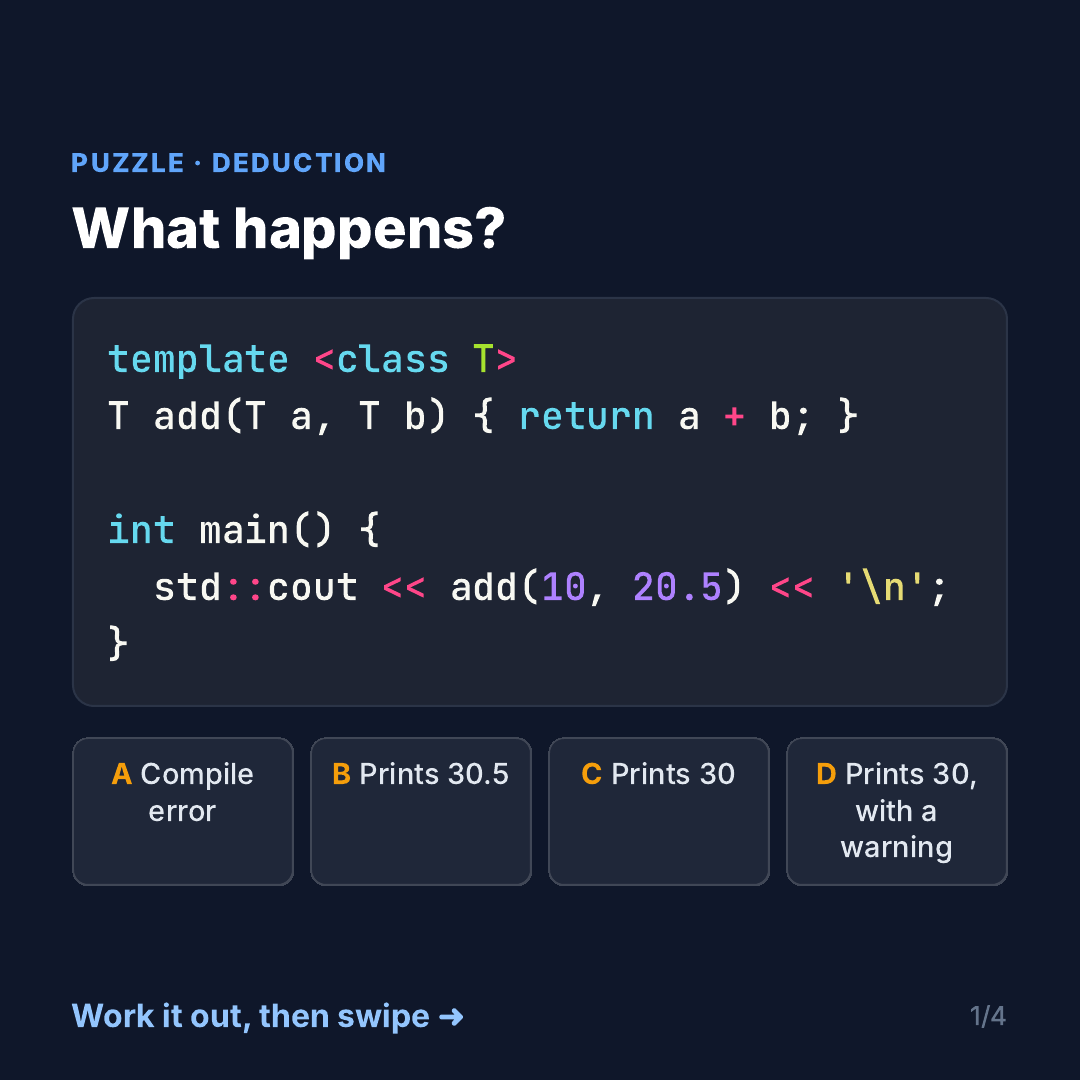 PUZZLE · DEDUCTION
What happens?
template <class T>
T add(T a, T b) { return a + b; }
int main() {
  std::cout << add(10, 20.5) << '\n';
}
A Compile
error
B Prints 30.5
C Prints 30
D Prints 30,
with a
warning
Work it out, then swipe ➜
1/4